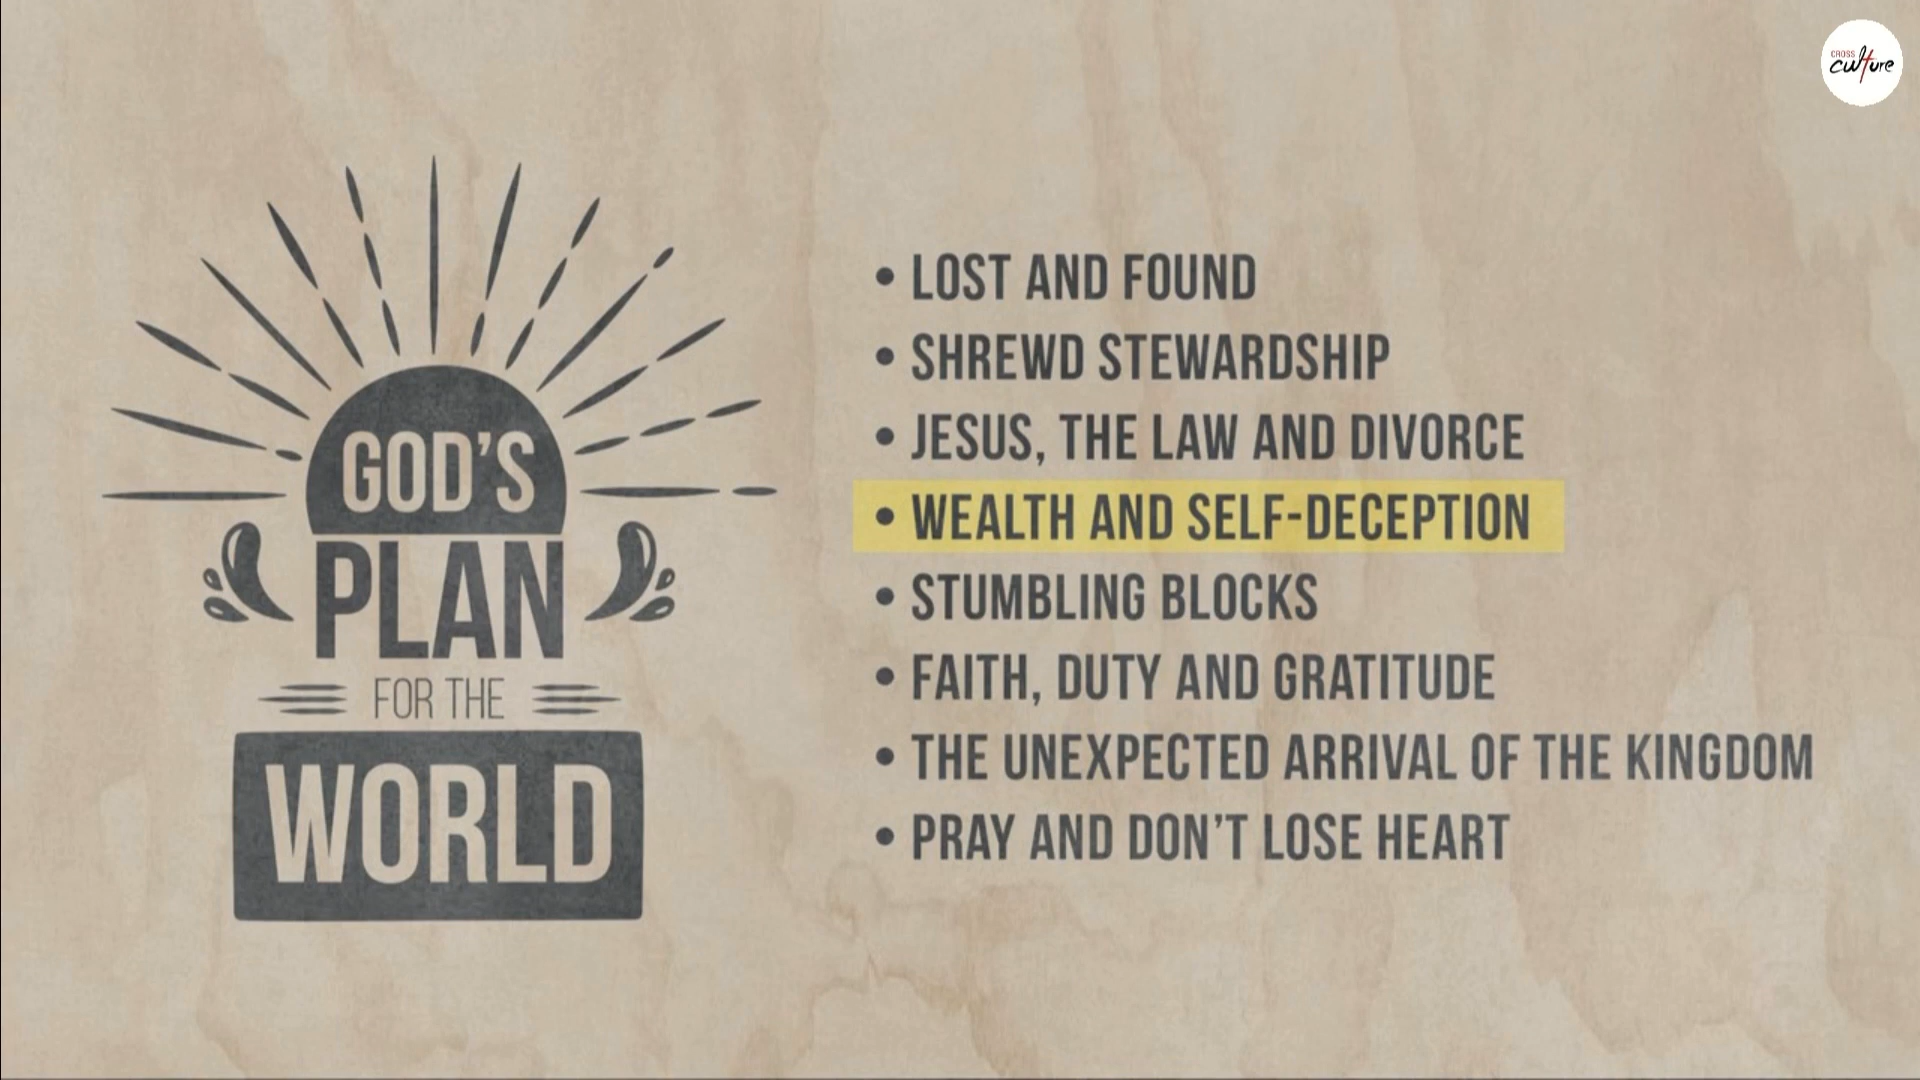 CROSS
culture
GOD'S
PLAN
FOR THE
WORLD
• LOST AND FOUND
• SHREWD STEWARDSHIP
• JESUS, THE LAW AND DIVORCE
• WEALTH AND SELF-DECEPTION
• STUMBLING BLOCKS
• FAITH, DUTY AND GRATITUDE
• THE UNEXPECTED ARRIVAL OF THE KINGDOM
• PRAY AND DON'T LOSE HEART